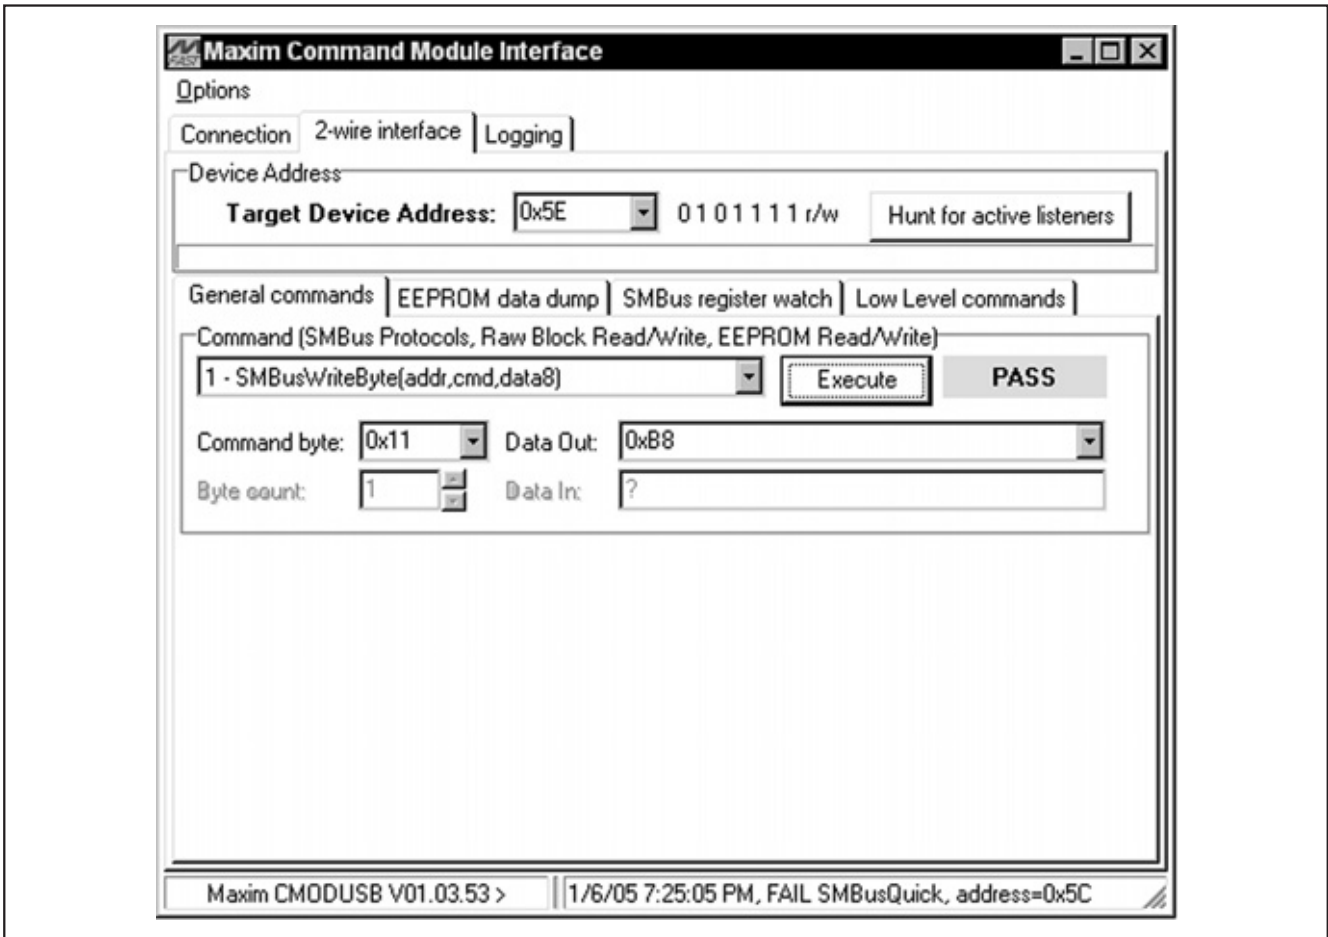 Maxim Command Module Interface
Options
Connection 2-wire interface Logging
Device Address
Target Device Address: 0x5E 0 1 0 1 1 1 1 r/w Hunt for active listeners
General commands EEPROM data dump SMBus register watch Low Level commands
Command (SMBus Protocols, Raw Block Read/Write, EEPROM Read/Write)
1 - SMBusWriteByte(addr,cmd,data8) Execute PASS
Command byte: 0x11 Data Out: 0xB8
Byte count: 1 Data In: ?
Maxim CMODUSB V01.03.53 > 1/6/05 7:25:05 PM, FAIL SMBusQuick, address=0x5C